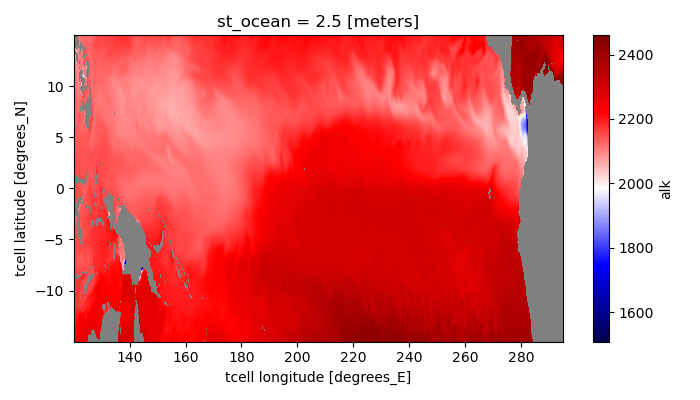 st_ocean = 2.5 [meters]
10
5
0
−5
−10
tcell latitude [degrees_N]
140 160 180 200 220 240 260 280
tcell longitude [degrees_E]
2400
2200
2000
1800
1600
alk